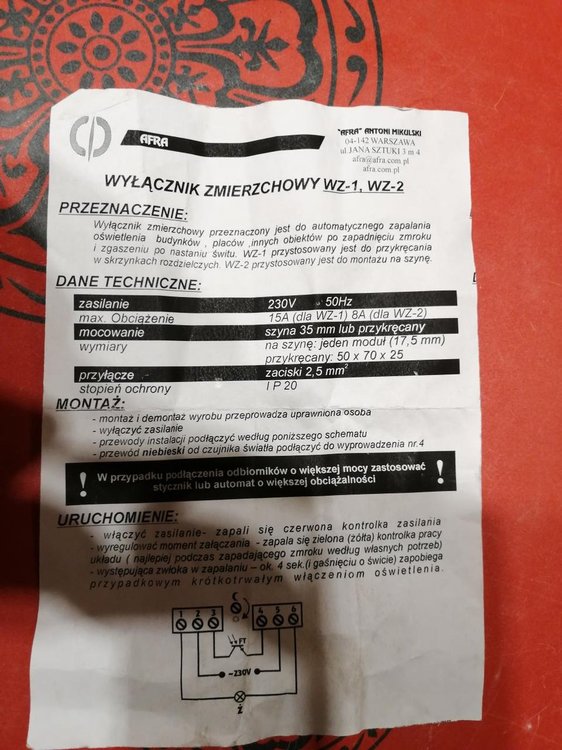 AFRA
"AFRA" ANTONI MIKULSKI
04-142 WARSZAWA
ul. JANA SZTUKI 3 m 4
afra@afra.com.pl
afra.com.pl
WYŁĄCZNIK ZMIERZCHOWY WZ-1, WZ-2
PRZEZNACZENIE:
Wyłącznik zmierzchowy przeznaczony jest do automatycznego zapalania
oświetlenia budynków , placów ,innych obiektów po zapadnięciu zmroku
i zgaszeniu po nastaniu świtu. WZ-1 przystosowany jest do przykręcania
w skrzynkach rozdzielczych. WZ-2 przystosowany jest do montażu na szynę.
DANE TECHNICZNE:
zasilanie 230V 50Hz
max. Obciążenie 15A (dla WZ-1) 8A (dla WZ-2)
mocowanie szyna 35 mm lub przykręcany
wymiary na szynę: jeden moduł (17,5 mm)
przykręcany: 50 x 70 x 25
przyłącze zaciski 2,5 mm²
stopień ochrony I P 20
MONTAŻ:
- montaż i demontaż wyrobu przeprowadza uprawniona osoba
- wyłączyć zasilanie
- przewody instalacji podłączyć według poniższego schematu
- przewód niebieski od czujnika światła podłączyć do wyprowadzenia nr.4
! W przypadku podłączenia odbiorników o większej mocy zastosować !
stycznik lub automat o większej obciążalności
URUCHOMIENIE:
- włączyć zasilanie- zapali się czerwona kontrolka zasilania
- wyregulować moment załączania - zapala się zielona (żółta) kontrolka pracy
układu ( najlepiej podczas zapadającego zmroku według własnych potrzeb)
- występująca zwłoka w zapalaniu – ok. 4 sek.(i gaśnięciu o świcie) zapobiega
przypadkowym krótkotrwałym włączeniom oświetlenia.
1 2 3 C 4 5 6
FT
~230V
Ż